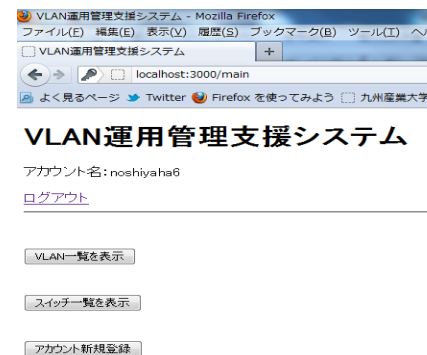 VLAN運用管理支援システム - Mozilla Firefox
ファイル(F) 編集(E) 表示(V) 履歴(S) ブックマーク(B) ツール(T) ヘ
VLAN運用管理支援システム +
localhost:3000/main
よく見るページ Twitter Firefox を使ってみよう 九州産業大学
VLAN運用管理支援システム
アカウント名:noshiyaha6
ログアウト
VLAN一覧を表示
スイッチ一覧を表示
アカウント新規登録